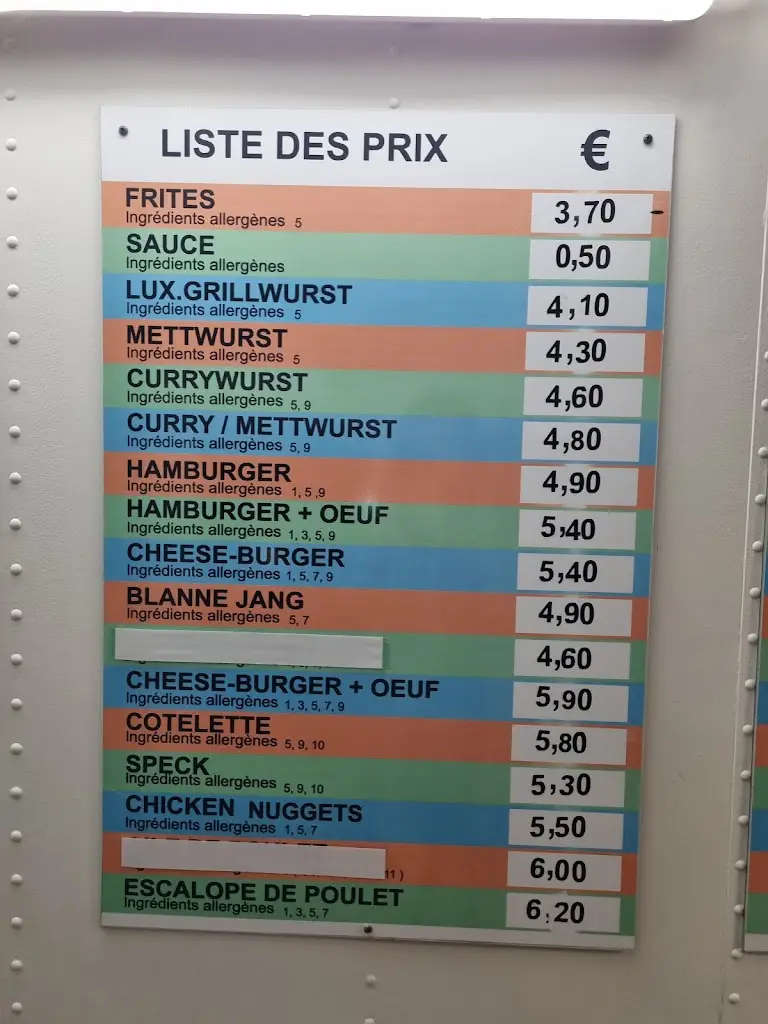 LISTE DES PRIX €
FRITES 3,70
Ingrédients allergènes 5
SAUCE 0,50
Ingrédients allergènes
LUX.GRILLWURST 4,10
Ingrédients allergènes 5
METTWURST 4,30
Ingrédients allergènes 5
CURRYWURST 4,60
Ingrédients allergènes 5, 9
CURRY / METTWURST 4,80
Ingrédients allergènes 5, 9
HAMBURGER 4,90
Ingrédients allergènes 1, 5 ,9
HAMBURGER + OEUF 5,40
Ingrédients allergènes 1, 3, 5, 9
CHEESE-BURGER 5,40
Ingrédients allergènes 1, 5, 7, 9
BLANNE JANG 4,90
Ingrédients allergènes 5, 7
4,60
CHEESE-BURGER + OEUF 5,90
Ingrédients allergènes 1, 3, 5, 7, 9
COTELETTE 5,80
Ingrédients allergènes 5, 9, 10
SPECK 5,30
Ingrédients allergènes 5, 9, 10
CHICKEN NUGGETS 5,50
Ingrédients allergènes 1, 5, 7
6,00
11 )
ESCALOPE DE POULET 6,20
Ingrédients allergènes 1, 3, 5, 7